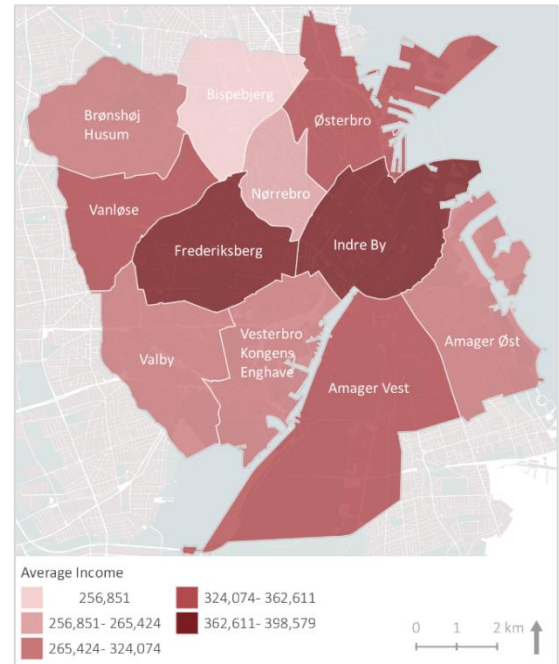 Bispebjerg
Brønshøj
Husum
Østerbro
Nørrebro
Vanløse
Frederiksberg
Indre By
Vesterbro
Kongens
Enghave
Valby
Amager Øst
Amager Vest
Average Income
256,851
256,851- 265,424
265,424- 324,074
324,074- 362,611
362,611- 398,579
0 1 2 km